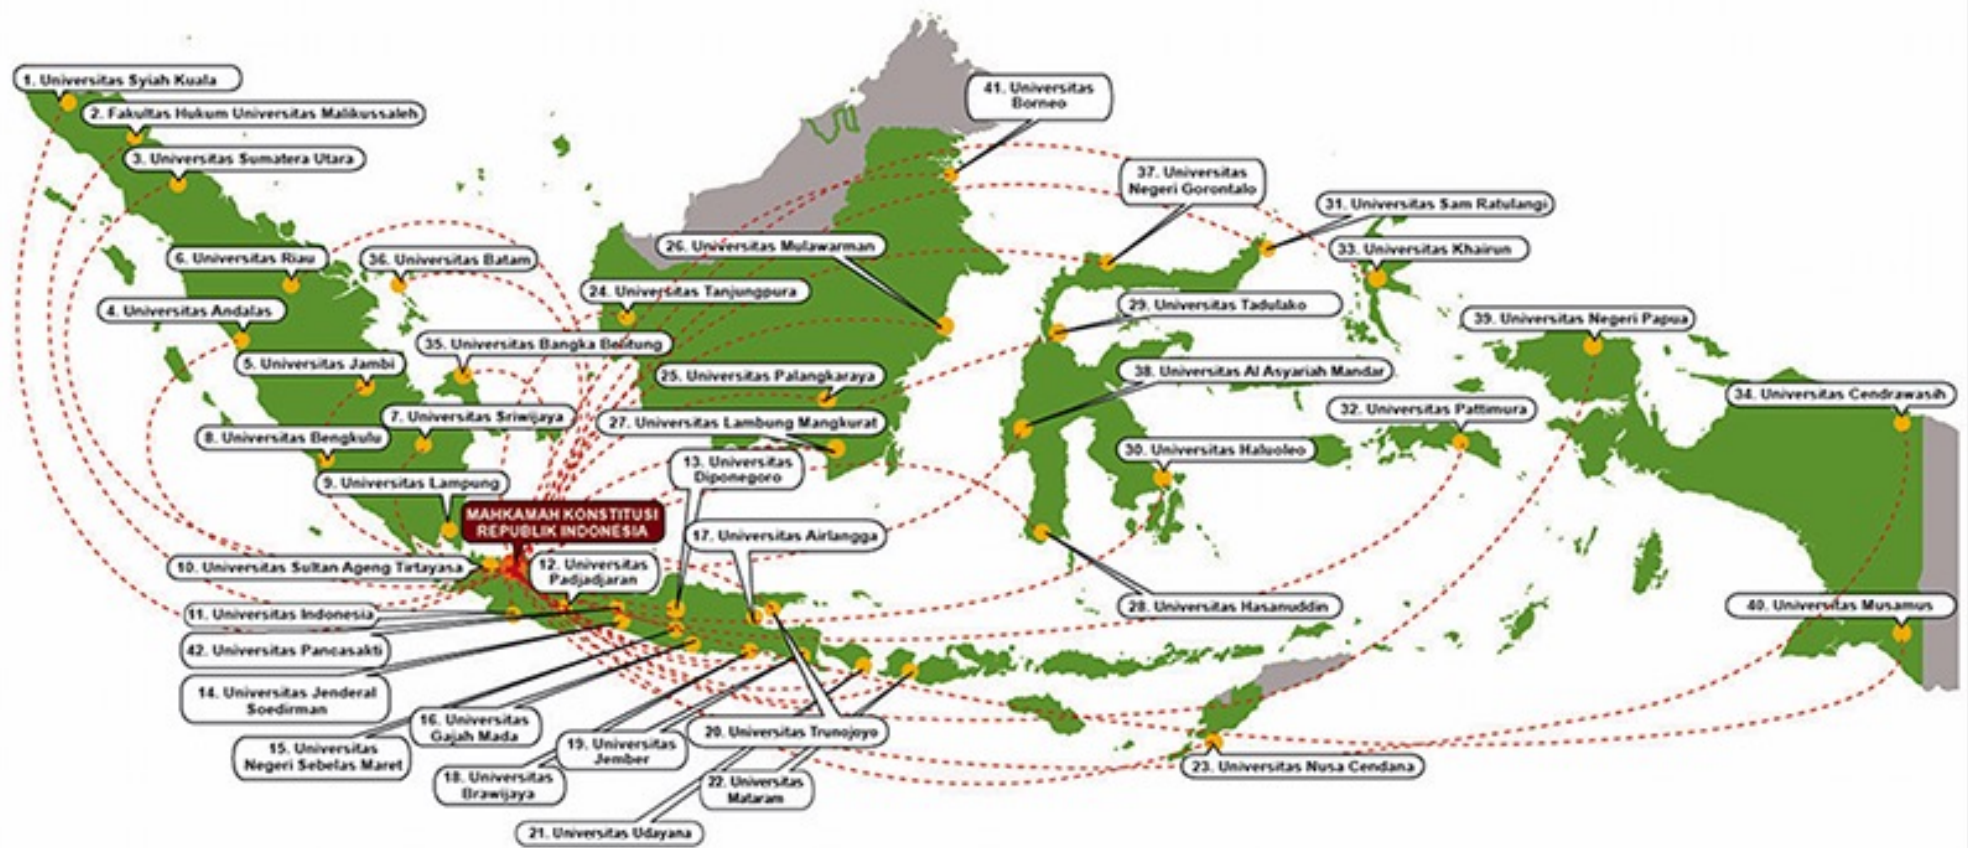 1. Universitas Syiah Kuala
2. Fakultas Hukum Universitas Malikussaleh
3. Universitas Sumatera Utara
6. Universitas Riau
36. Universitas Batam
4. Universitas Andalas
35. Universitas Bangka Belitung
5. Universitas Jambi
7. Universitas Sriwijaya
8. Universitas Bengkulu
9. Universitas Lampung
MAHKAMAH KONSTITUSI
REPUBLIK INDONESIA
10. Universitas Sultan Ageng Tirtayasa
12. Universitas
Padjadjaran
11. Universitas Indonesia
42. Universitas Pancasakti
14. Universitas Jenderal
Soedirman
15. Universitas
Negeri Sebelas Maret
16. Universitas
Gajah Mada
18. Universitas
Brawijaya
19. Universitas
Jember
21. Universitas Udayana
22. Universitas
Mataram
20. Universitas Trunojoyo
17. Universitas Airlangga
13. Universitas
Diponegoro
27. Universitas Lambung Mangkurat
25. Universitas Palangkaraya
24. Universitas Tanjungpura
26. Universitas Mulawarman
41. Universitas
Borneo
37. Universitas
Negeri Gorontalo
31. Universitas Sam Ratulangi
33. Universitas Khairun
29. Universitas Tadulako
38. Universitas Al Asyariah Mandar
39. Universitas Negeri Papua
32. Universitas Pattimura
30. Universitas Haluoleo
34. Universitas Cendrawasih
28. Universitas Hasanuddin
40. Universitas Musamus
23. Universitas Nusa Cendana